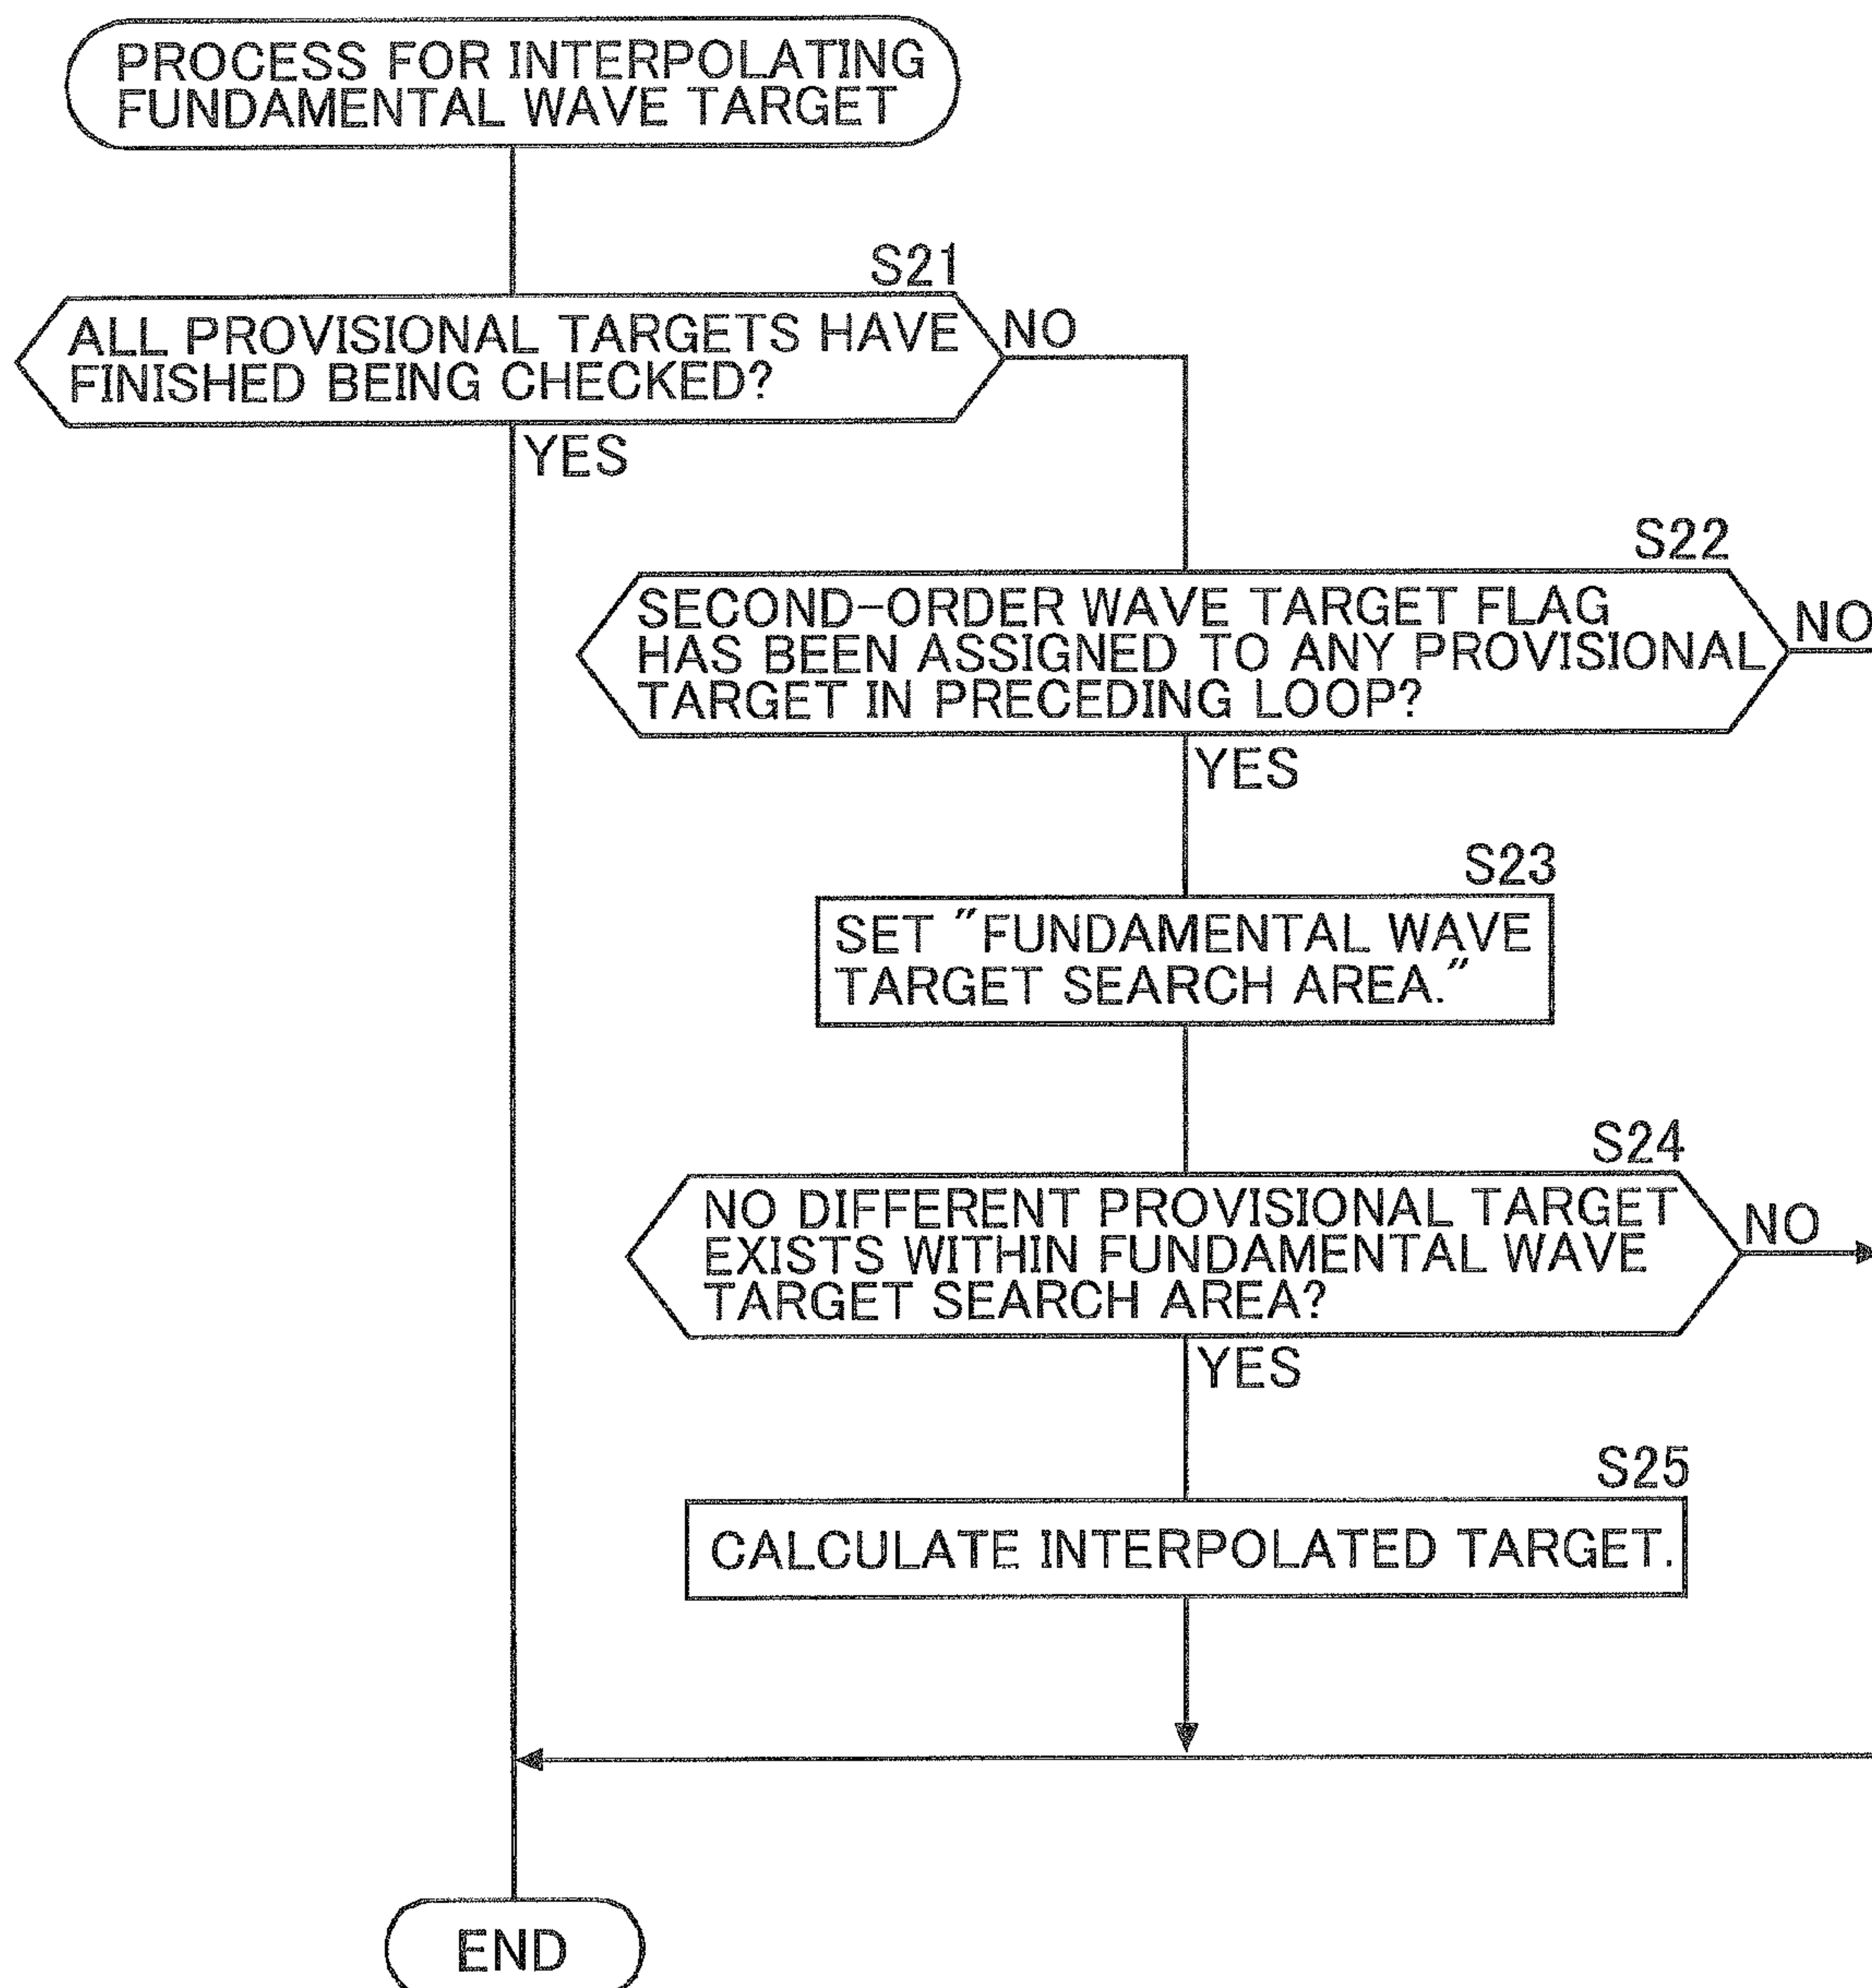 PROCESS FOR INTERPOLATING
FUNDAMENTAL WAVE TARGET
S21
ALL PROVISIONAL TARGETS HAVE
FINISHED BEING CHECKED?
NO
YES
S22
SECOND-ORDER WAVE TARGET FLAG
HAS BEEN ASSIGNED TO ANY PROVISIONAL
TARGET IN PRECEDING LOOP?
NO
YES
S23
SET "FUNDAMENTAL WAVE
TARGET SEARCH AREA."
S24
NO DIFFERENT PROVISIONAL TARGET
EXISTS WITHIN FUNDAMENTAL WAVE
TARGET SEARCH AREA?
NO
YES
S25
CALCULATE INTERPOLATED TARGET.
END